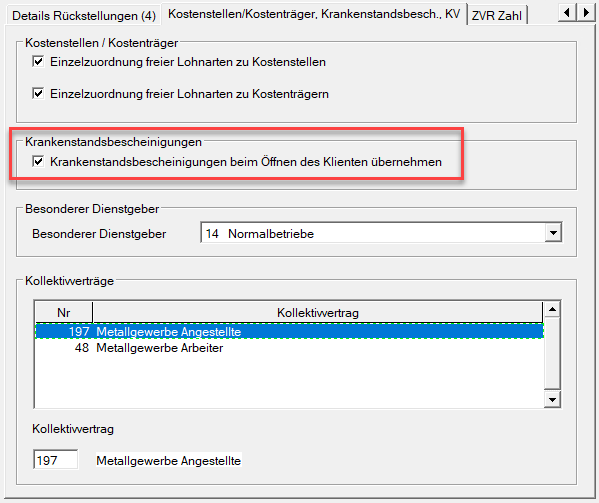 Details Rückstellungen (4) Kostenstellen/Kostenträger, Krankenstandsbesch., KV ZVR Zahl
Kostenstellen / Kostenträger
Einzelzuordnung freier Lohnarten zu Kostenstellen
Einzelzuordnung freier Lohnarten zu Kostenträgern
Krankenstandsbescheinigungen
Krankenstandsbescheinigungen beim Öffnen des Klienten übernehmen
Besonderer Dienstgeber
Besonderer Dienstgeber 14 Normalbetriebe
Kollektivverträge
Nr Kollektivvertrag
197 Metallgewerbe Angestellte
48 Metallgewerbe Arbeiter
Kollektivvertrag
197 Metallgewerbe Angestellte